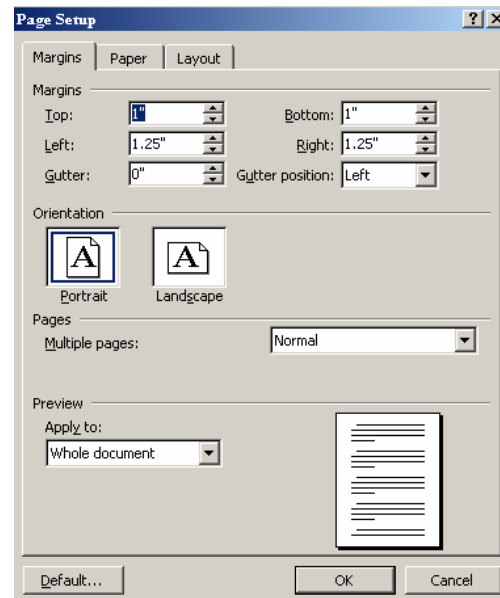 Page Setup ? X
Margins Paper Layout
Margins
Top: 1" Bottom: 1"
Left: 1.25" Right: 1.25"
Gutter: 0" Gutter position: Left
Orientation
A A
Portrait Landscape
Pages
Multiple pages: Normal
Preview
Apply to:
Whole document
Default... OK Cancel